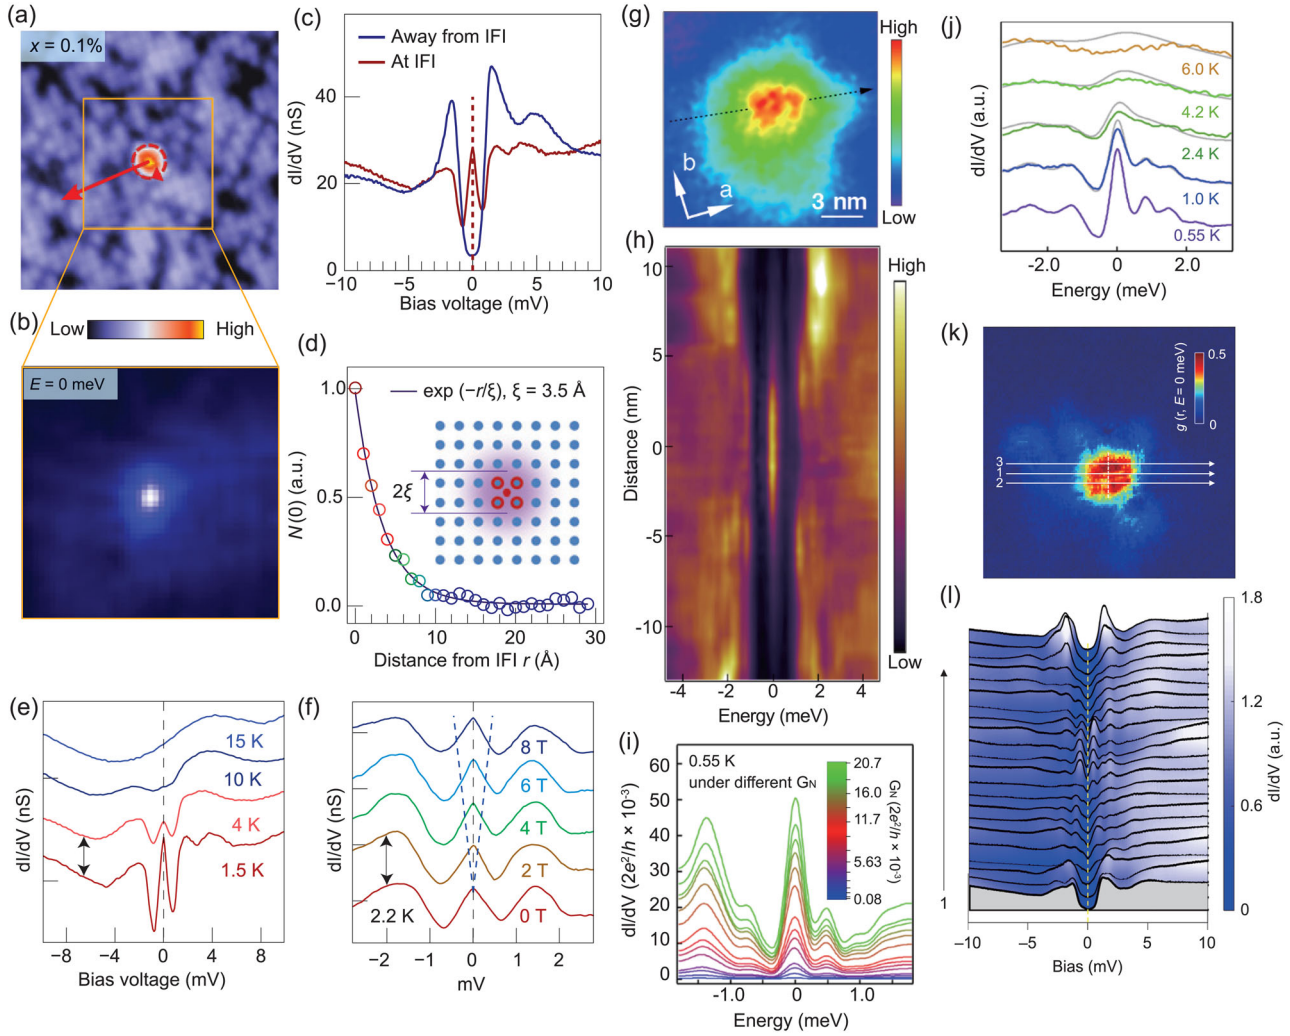 (a)
x = 0.1%
(b)
Low
High
E = 0 meV
(c)
Away from IFI
At IFI
dI/dV (nS)
40
20
0
−10
−5
0
5
10
Bias voltage (mV)
(d)
exp (−r/ξ), ξ = 3.5 Å
2ξ
N(0) (a.u.)
1.0
0.5
0.0
0
10
20
30
Distance from IFI r (Å)
(e)
15 K
10 K
4 K
1.5 K
dI/dV (nS)
−8
−4
0
4
8
Bias voltage (mV)
(f)
8 T
6 T
4 T
2 T
0 T
2.2 K
dI/dV (nS)
−2
−1
0
1
2
mV
(g)
High
Low
b
a
3 nm
(h)
High
Low
Distance (nm)
10
5
0
-5
-10
-4
-2
0
2
4
Energy (meV)
(i)
0.55 K
under different GN
20.7
16.0
11.7
5.63
0.08
GN (2e²/h × 10⁻³)
dI/dV (2e²/h × 10⁻³)
60
50
40
30
20
10
0
-1.0
0
1.0
Energy (meV)
(j)
6.0 K
4.2 K
2.4 K
1.0 K
0.55 K
dI/dV (a.u.)
-2.0
0
2.0
Energy (meV)
(k)
g (r, E = 0 meV)
0.5
0
3
1
2
(l)
1
1.8
1.2
0.6
0
dI/dV (a.u.)
−10
−5
0
5
10
Bias (mV)